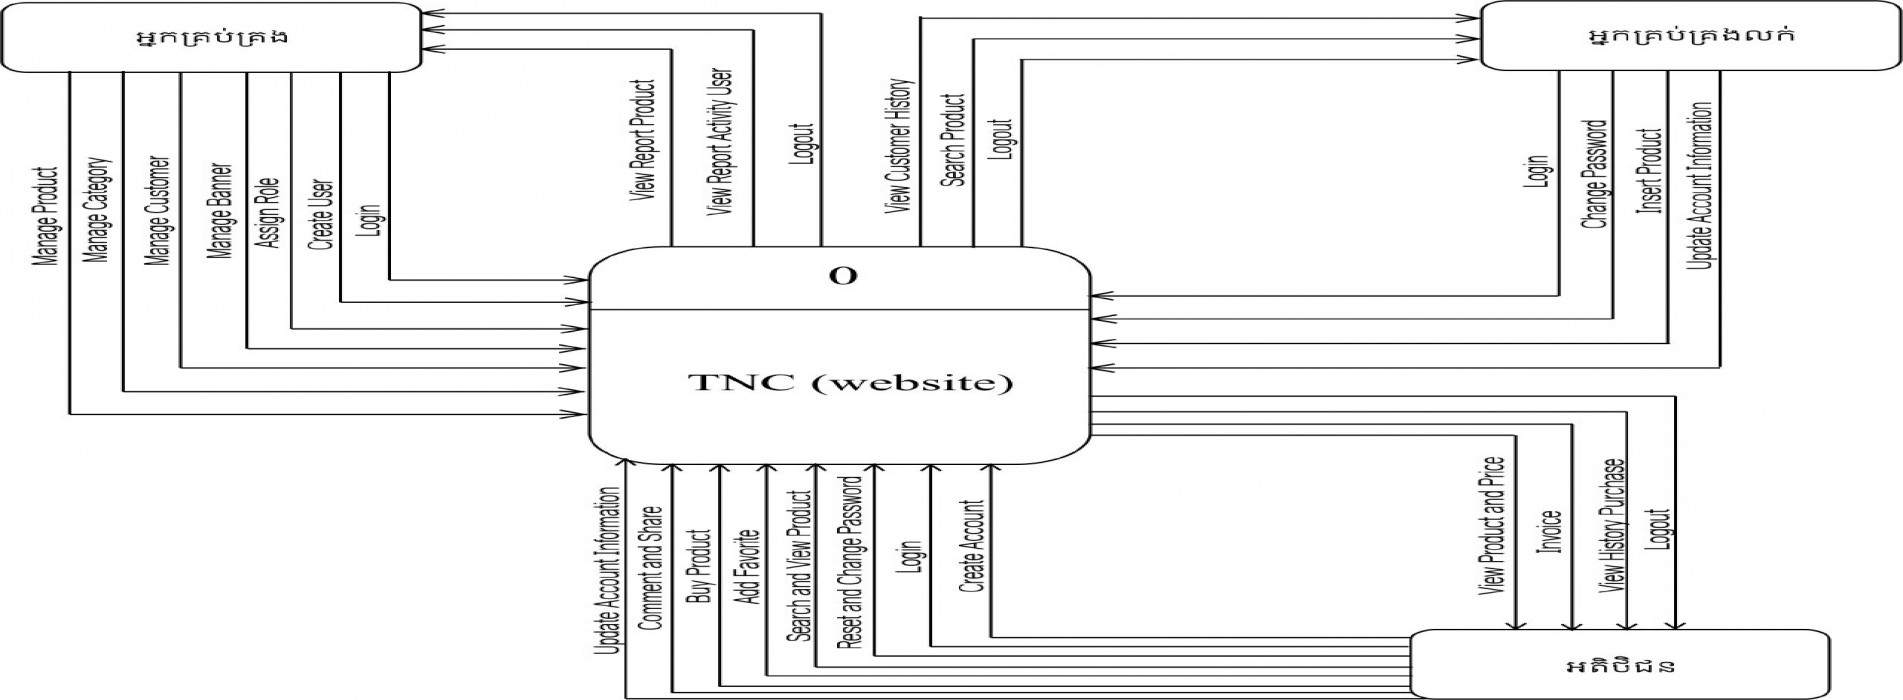 អ្នកគ្រប់គ្រង
អ្នកគ្រប់គ្រងលក់
Manage Product
Manage Category
Manage Customer
Manage Banner
Assign Role
Create User
Login
View Report Product
View Report Activity User
Logout
View Customer History
Search Product
Logout
Login
Change Password
Insert Product
Update Account Information
0
TNC (website)
Update Account Information
Comment and Share
Buy Product
Add Favorite
Search and View Product
Reset and Change Password
Login
Create Account
View Product and Price
Invoice
View History Purchase
Logout
អតិថិជន